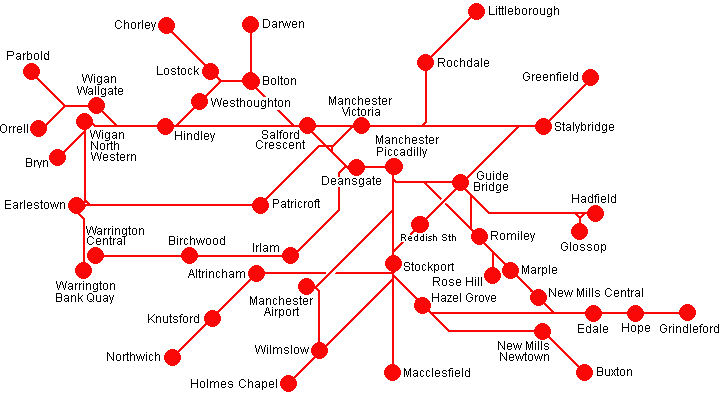 Littleborough
Chorley
Darwen
Parbold
Lostock
Rochdale
Bolton
Greenfield
Wigan
Wallgate
Westhoughton
Manchester
Victoria
Orrell
Wigan
North
Western
Hindley
Salford
Crescent
Manchester
Piccadilly
Stalybridge
Bryn
Deansgate
Guide
Bridge
Hadfield
Earlestown
Patricroft
Warrington
Central
Birchwood
Irlam
Reddish Sth
Romiley
Glossop
Warrington
Bank Quay
Altrincham
Stockport
Rose Hill
Marple
Manchester
Airport
Hazel Grove
New Mills Central
Knutsford
Edale
Hope
Grindleford
Northwich
Wilmslow
New Mills
Newtown
Holmes Chapel
Macclesfield
Buxton